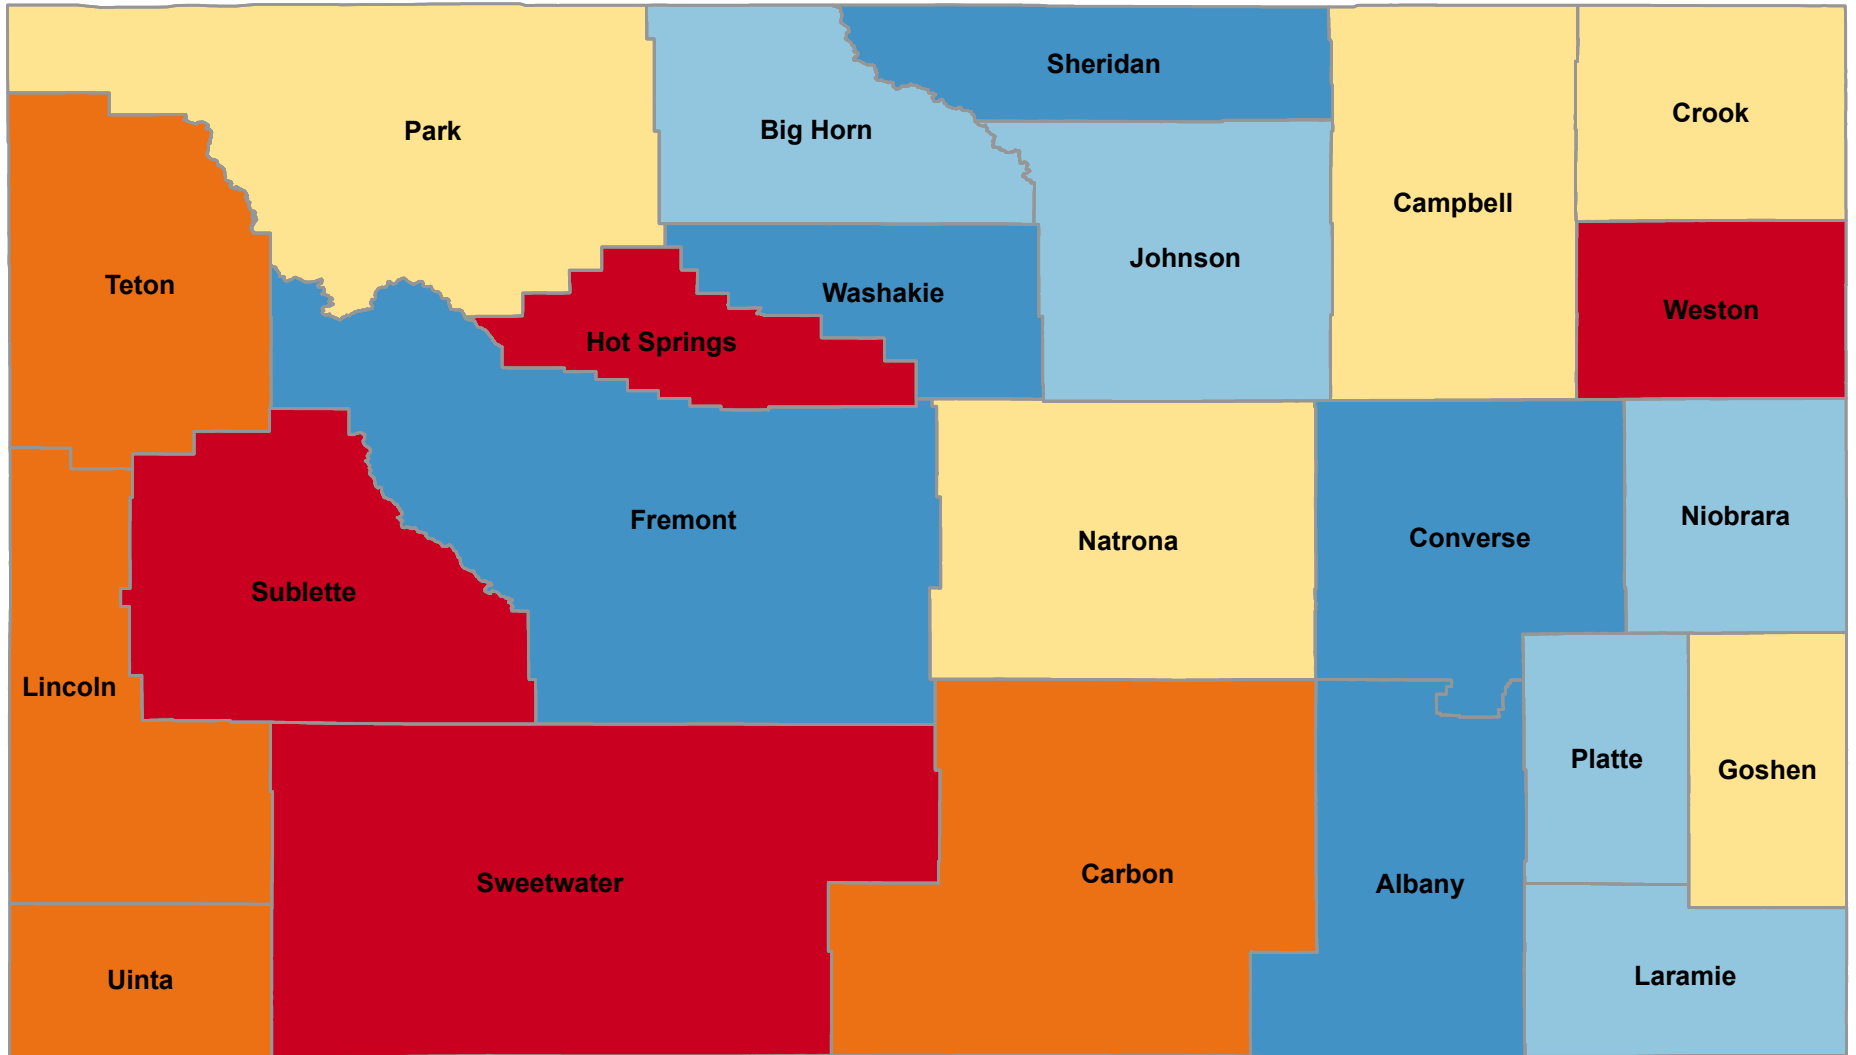 Sheridan
Crook
Park
Big Horn
Campbell
Johnson
Teton
Washakie
Weston
Hot Springs
Niobrara
Fremont
Converse
Natrona
Sublette
Lincoln
Platte
Goshen
Carbon
Sweetwater
Albany
Laramie
Uinta